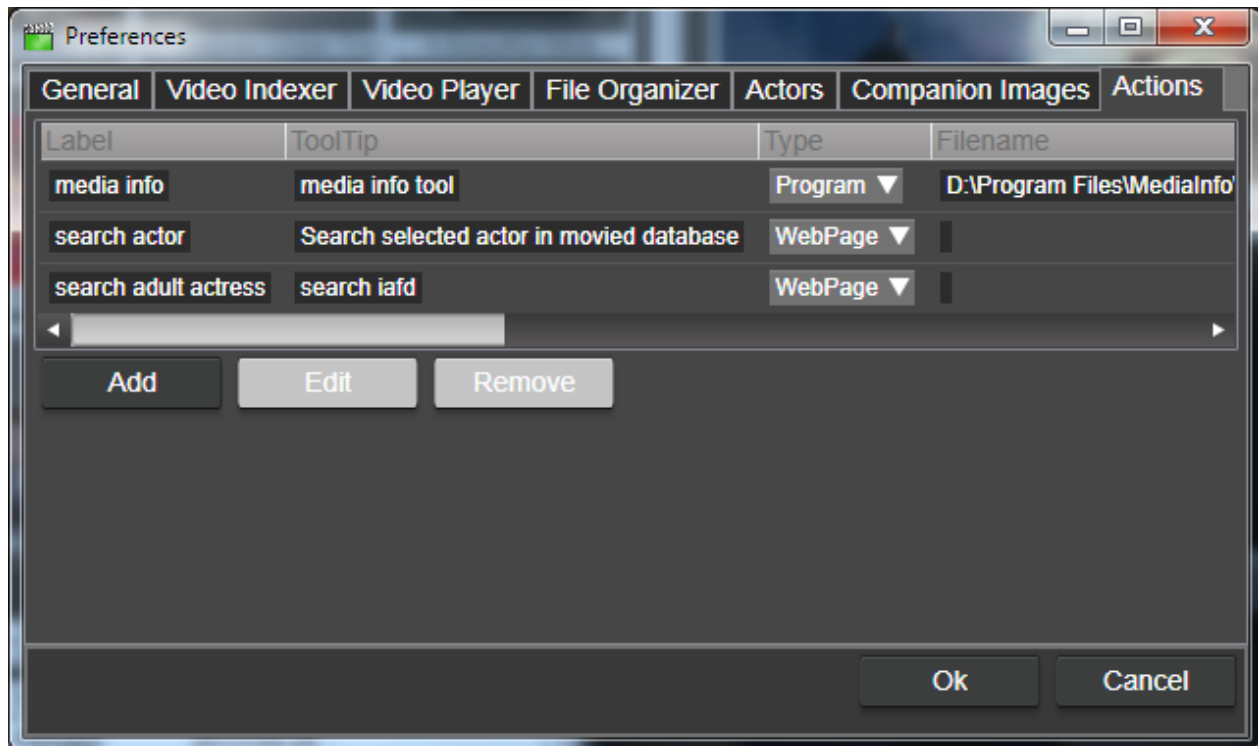 Preferences
General Video Indexer Video Player File Organizer Actors Companion Images Actions
Label ToolTip Type Filename
media info media info tool Program D:\Program Files\MediaInfo\
search actor Search selected actor in movied database WebPage
search adult actress search iafd WebPage
Add Edit Remove
Ok Cancel